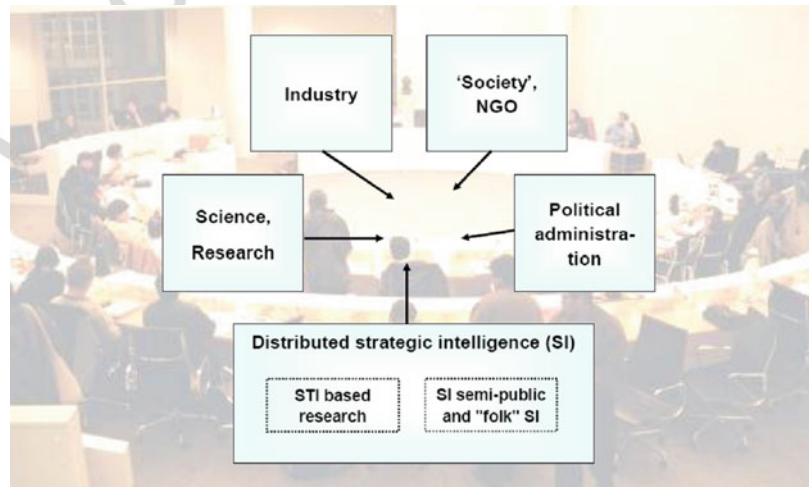 Industry
‘Society’,
NGO
Science,
Research
Political
administra-
tion
Distributed strategic intelligence (SI)
STI based
research
SI semi-public
and "folk" SI